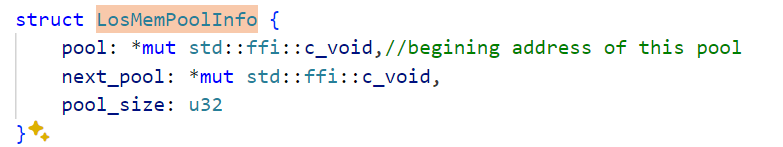 struct LosMemPoolInfo {
    pool: *mut std::ffi::c_void,//begining address of this pool
    next_pool: *mut std::ffi::c_void,
    pool_size: u32
}